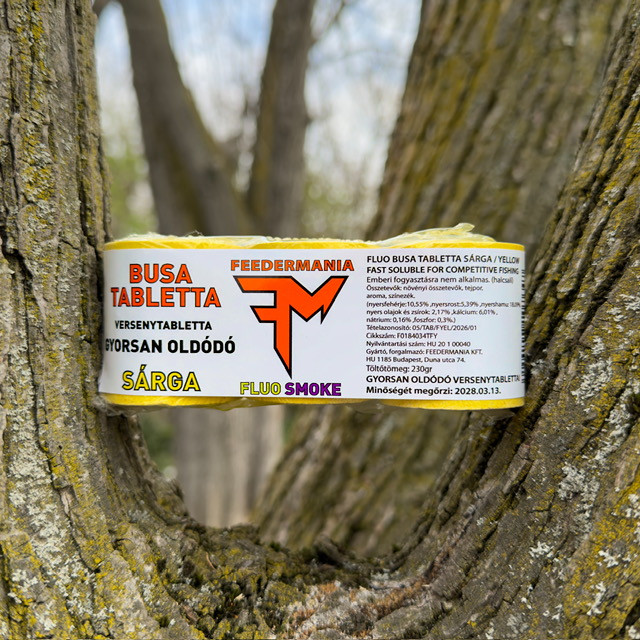 BUSA
TABLETTA
VERSENYTABLETTA
GYORSAN OLDÓDÓ
SÁRGA
FEEDERMANIA
FM
FLUO SMOKE
FLUO BUSA TABLETTA SÁRGA / YELLOW
FAST SOLUBLE FOR COMPETITIVE FISHING
Emberi fogyasztásra nem alkalmas. (halcsali)
Összetevők: növényi összetevők, tejpor,
aroma, színezék.
(nyersfehérje:10,55% ,nyersrost:5,39%, ,nyershamu:
nyers olajok és zsírok: 2,17% ,kálcium: 6,01% ,
nátrium: 0,16% ,foszfor: 0,3%.)
Tételazonosító: 05/TAB/FYEL/2026/01
Cikkszám: F0184034TFY
Nyilvántartási szám: HU 20 1 00040
Gyártó, forgalmazó: FEEDERMANIA KFT.
HU 1185 Budapest, Duna utca 74.
Töltőtömeg: 230gr
GYORSAN OLDÓDÓ VERSENYTABLETTA
Minőségét megőrzi: 2028.03.13.